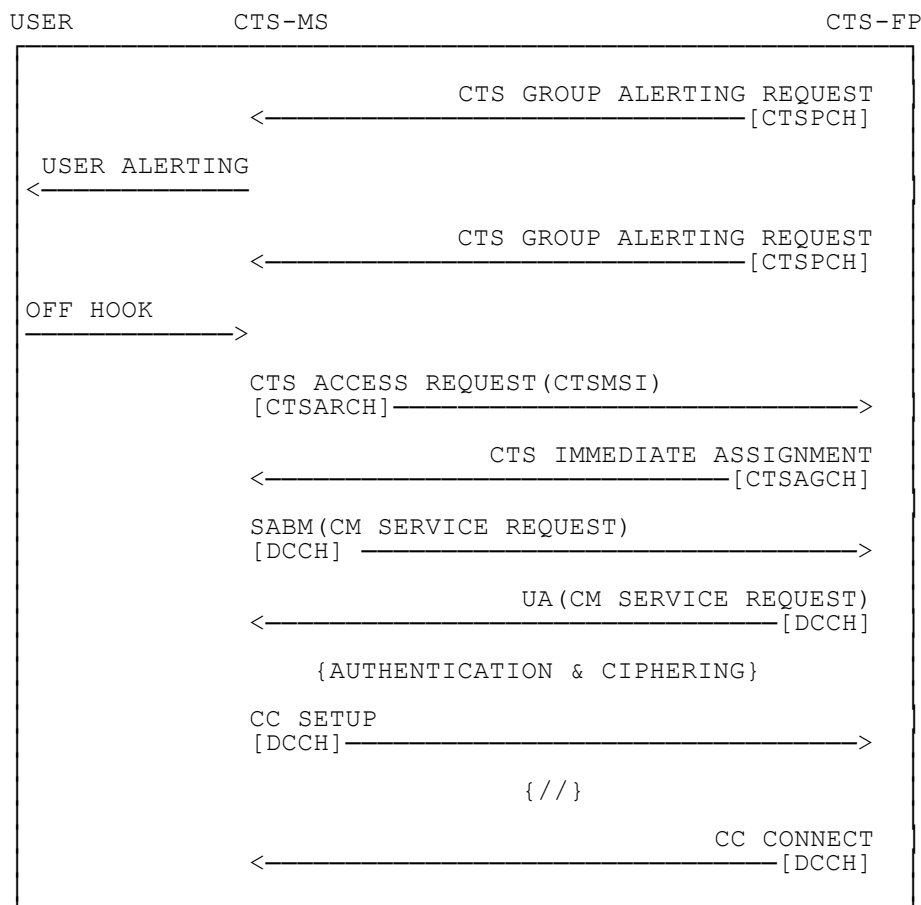 USER CTS-MS CTS-FP
CTS GROUP ALERTING REQUEST
[CTSPCH]
USER ALERTING
CTS GROUP ALERTING REQUEST
[CTSPCH]
OFF HOOK
CTS ACCESS REQUEST(CTSMSI)
[CTSARCH]
CTS IMMEDIATE ASSIGNMENT
[CTSAGCH]
SABM(CM SERVICE REQUEST)
[DCCH]
UA(CM SERVICE REQUEST)
[DCCH]
{AUTHENTICATION & CIPHERING}
CC SETUP
[DCCH]
{//}
CC CONNECT
[DCCH]